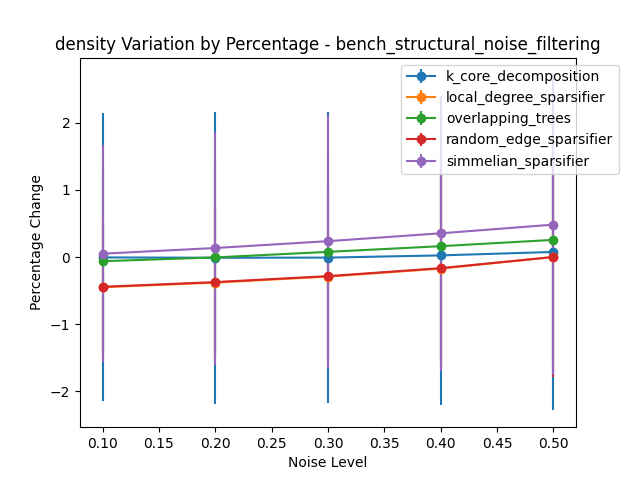 density Variation by Percentage - bench_structural_noise_filtering
k_core_decomposition
local_degree_sparsifier
overlapping_trees
random_edge_sparsifier
simmelian_sparsifier
Percentage Change
2
1
0
−1
−2
0.10 0.15 0.20 0.25 0.30 0.35 0.40 0.45 0.50
Noise Level